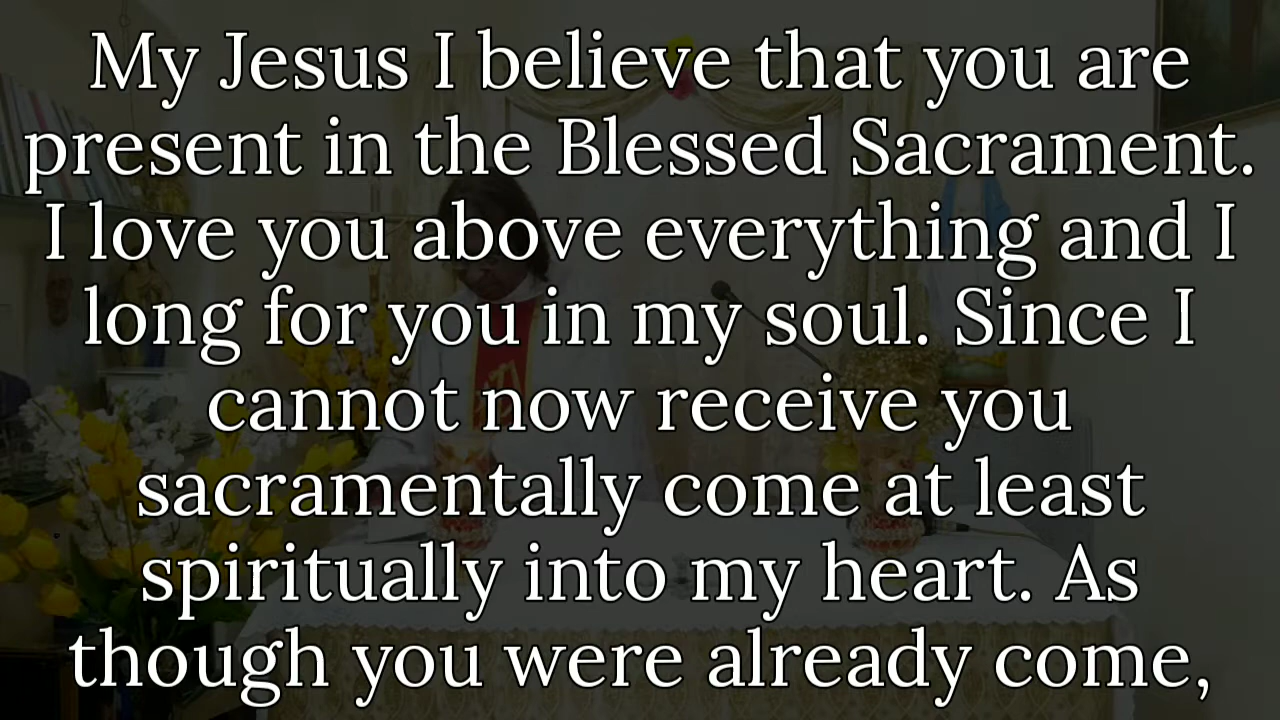 My Jesus I believe that you are
present in the Blessed Sacrament.
I love you above everything and I
long for you in my soul. Since I
cannot now receive you
sacramentally come at least
spiritually into my heart. As
though you were already come,